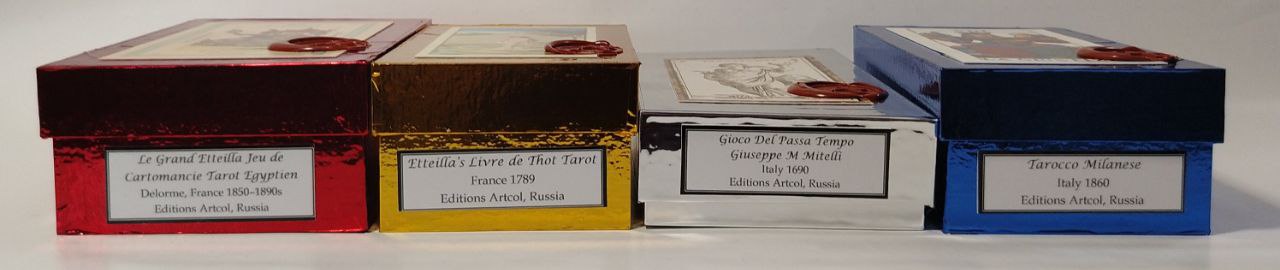 Le Grand Etteilla Jeu de
Cartomancie Tarot Egyptien
Delorme, France 1850-1890s
Editions Artcol, Russia
Etteilla's Livre de Thot Tarot
France 1789
Editions Artcol, Russia
Gioco Del Passa Tempo
Giuseppe M Mitelli
Italy 1690
Editions Artcol, Russia
Tarocco Milanese
Italy 1860
Editions Artcol, Russia